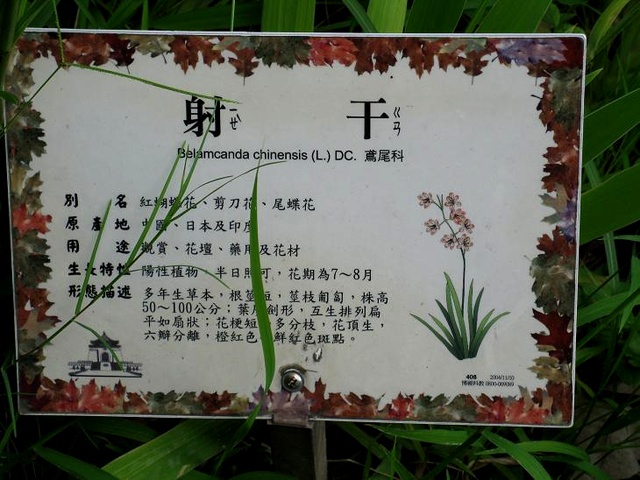 射干
ㄍㄢ
Belamcanda chinensis (L.) DC. 鳶尾科
別名 紅蝴蝶花、剪刀花、尾蝶花
原產地 中國、日本及印度
用途 觀賞、花壇、藥用及花材
生長特性 陽性植物 半日照可，花期為7～8月
形態描述 多年生草本，根莖短，莖枝匍匐，株高
50～100公分；葉片劍形，互生排列扁
平如扇狀；花梗短 多分枝，花頂生，
六瓣分離，橙紅色 鮮紅色斑點。
408 2004/11/10